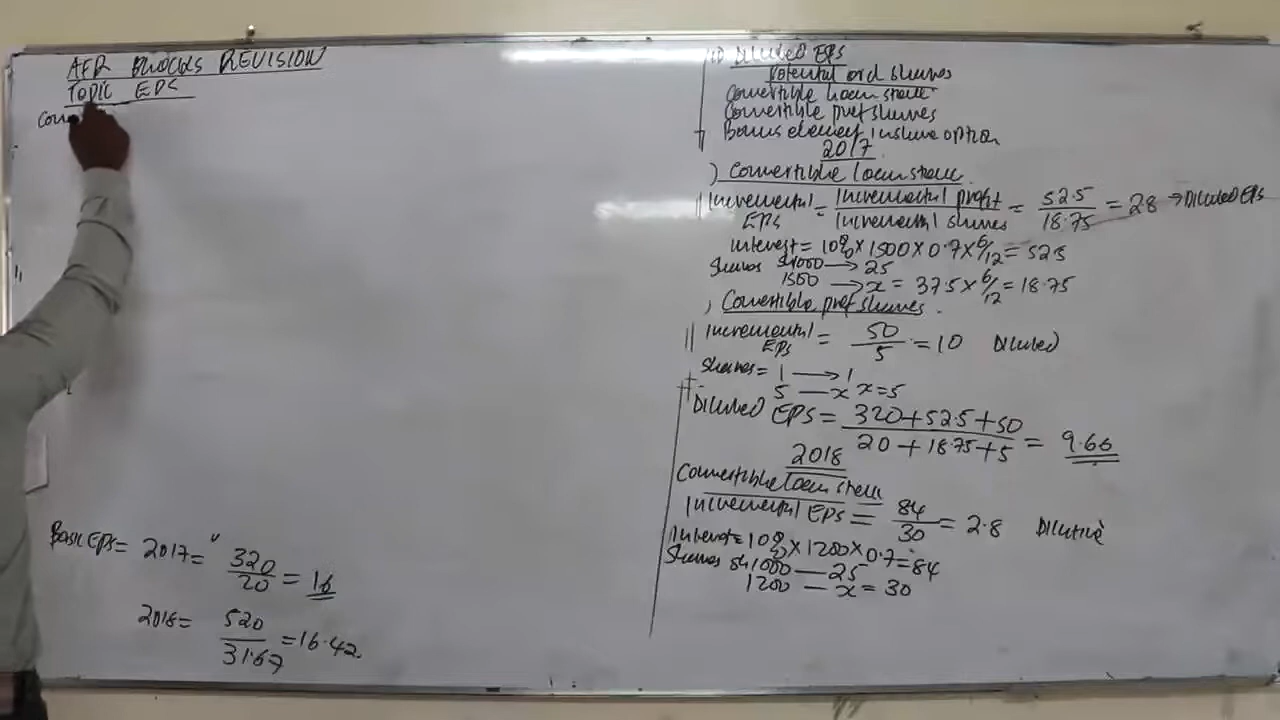 AFR BLOCKS REVISION
TOPIC EPS
Con
Basic EPS = 2017 = 320/20 = 16
2018 = 520/31.67 = 16.42
Diluted EPS
Potential ord shares
Convertible loan stock
Convertible pref shares
Bonus element in share option
2017
) Convertible loan stock
Incremental EPS = Incremental profit/Incremental shares = 52.5/18.75 = 28 → Diluted EPS
Interest = 10% × 1500 × 0.7 × 6/12 = 52.5
Shares Sh1000 → 25
1500 → x = 37.5 × 6/12 = 18.75
) Convertible pref shares.
Incremental EPS = 50/5 = 10 Diluted
Shares = 1 → 1
5 — x x = 5
Diluted EPS = 320+52.5+50/20+18.75+5 = 9.66
2018
Convertible loan stock
Incremental EPS = 84/30 = 2.8 Dilutive
Interest = 10% × 1200 × 0.7 = 84
Shares Sh1000 — 25
1200 — x = 30